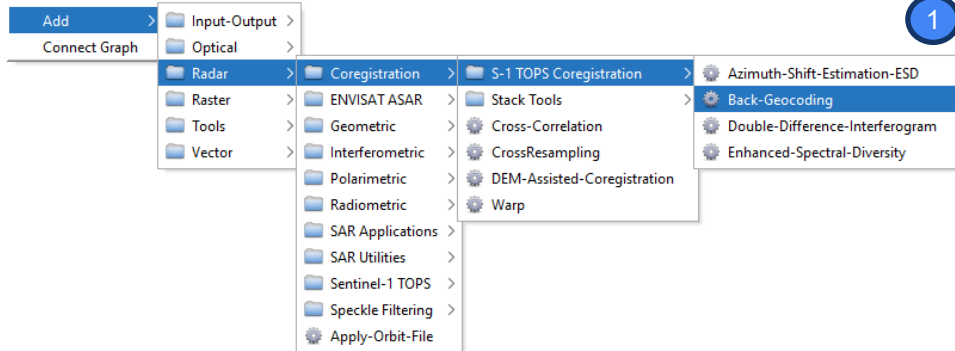 1
Add
Connect Graph
Input-Output
Optical
Radar
Raster
Tools
Vector
Coregistration
ENVISAT ASAR
Geometric
Interferometric
Polarimetric
Radiometric
SAR Applications
SAR Utilities
Sentinel-1 TOPS
Speckle Filtering
Apply-Orbit-File
S-1 TOPS Coregistration
Stack Tools
Cross-Correlation
CrossResampling
DEM-Assisted-Coregistration
Warp
Azimuth-Shift-Estimation-ESD
Back-Geocoding
Double-Difference-Interferogram
Enhanced-Spectral-Diversity